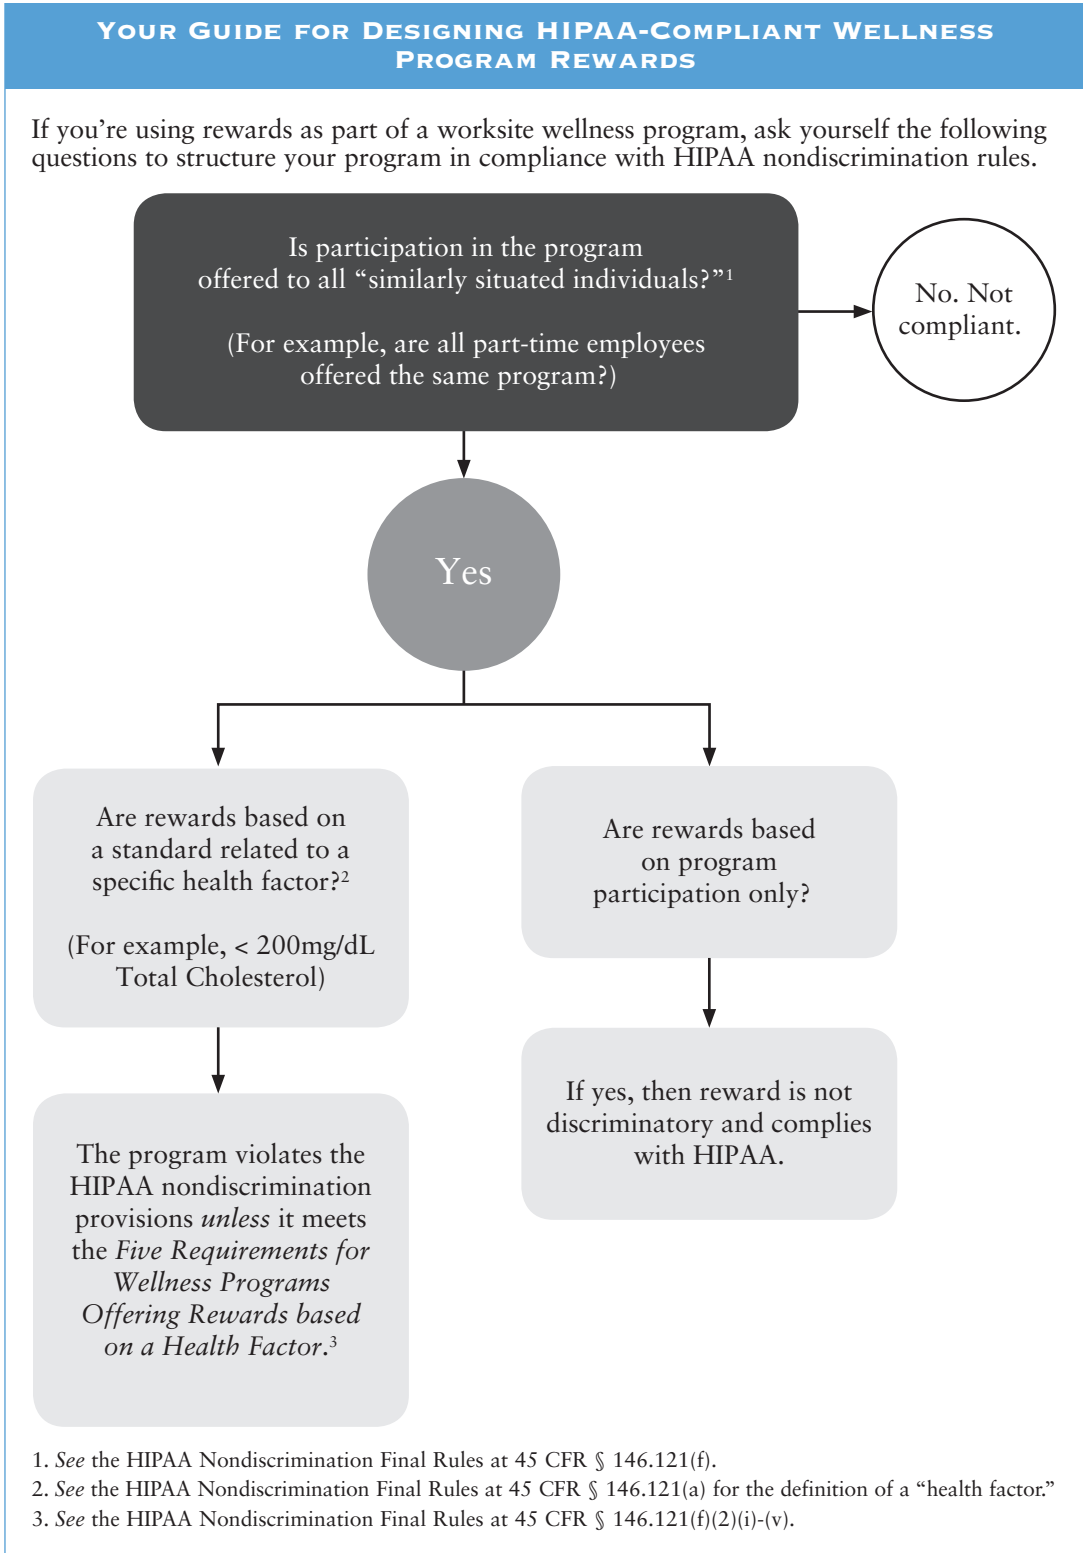 YOUR GUIDE FOR DESIGNING HIPAA-COMPLIANT WELLNESS
PROGRAM REWARDS
If you’re using rewards as part of a worksite wellness program, ask yourself the following
questions to structure your program in compliance with HIPAA nondiscrimination rules.
Is participation in the program
offered to all “similarly situated individuals?”¹
(For example, are all part-time employees
offered the same program?)
No. Not
compliant.
Yes
Are rewards based on
a standard related to a
specific health factor?²
(For example, < 200mg/dL
Total Cholesterol)
Are rewards based
on program
participation only?
The program violates the
HIPAA nondiscrimination
provisions unless it meets
the Five Requirements for
Wellness Programs
Offering Rewards based
on a Health Factor.³
If yes, then reward is not
discriminatory and complies
with HIPAA.
1. See the HIPAA Nondiscrimination Final Rules at 45 CFR § 146.121(f).
2. See the HIPAA Nondiscrimination Final Rules at 45 CFR § 146.121(a) for the definition of a “health factor.”
3. See the HIPAA Nondiscrimination Final Rules at 45 CFR § 146.121(f)(2)(i)-(v).